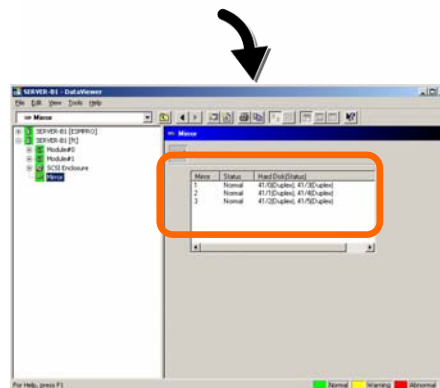 SERVER-B1 - DataViewer
File Edit View Tools Help
Mirror
SERVER-B1 [ESMPRO]
SERVER-B1 [ft]
Module#0
Module#1
SCSI Enclosure
Mirror
Mirror
Mirror Status Hard Disk(Status)
1 Normal 41/0(Duplex), 41/3(Duplex)
2 Normal 41/1(Duplex), 41/4(Duplex)
3 Normal 41/2(Duplex), 41/5(Duplex)
For Help, press F1
Normal Warning Abnormal